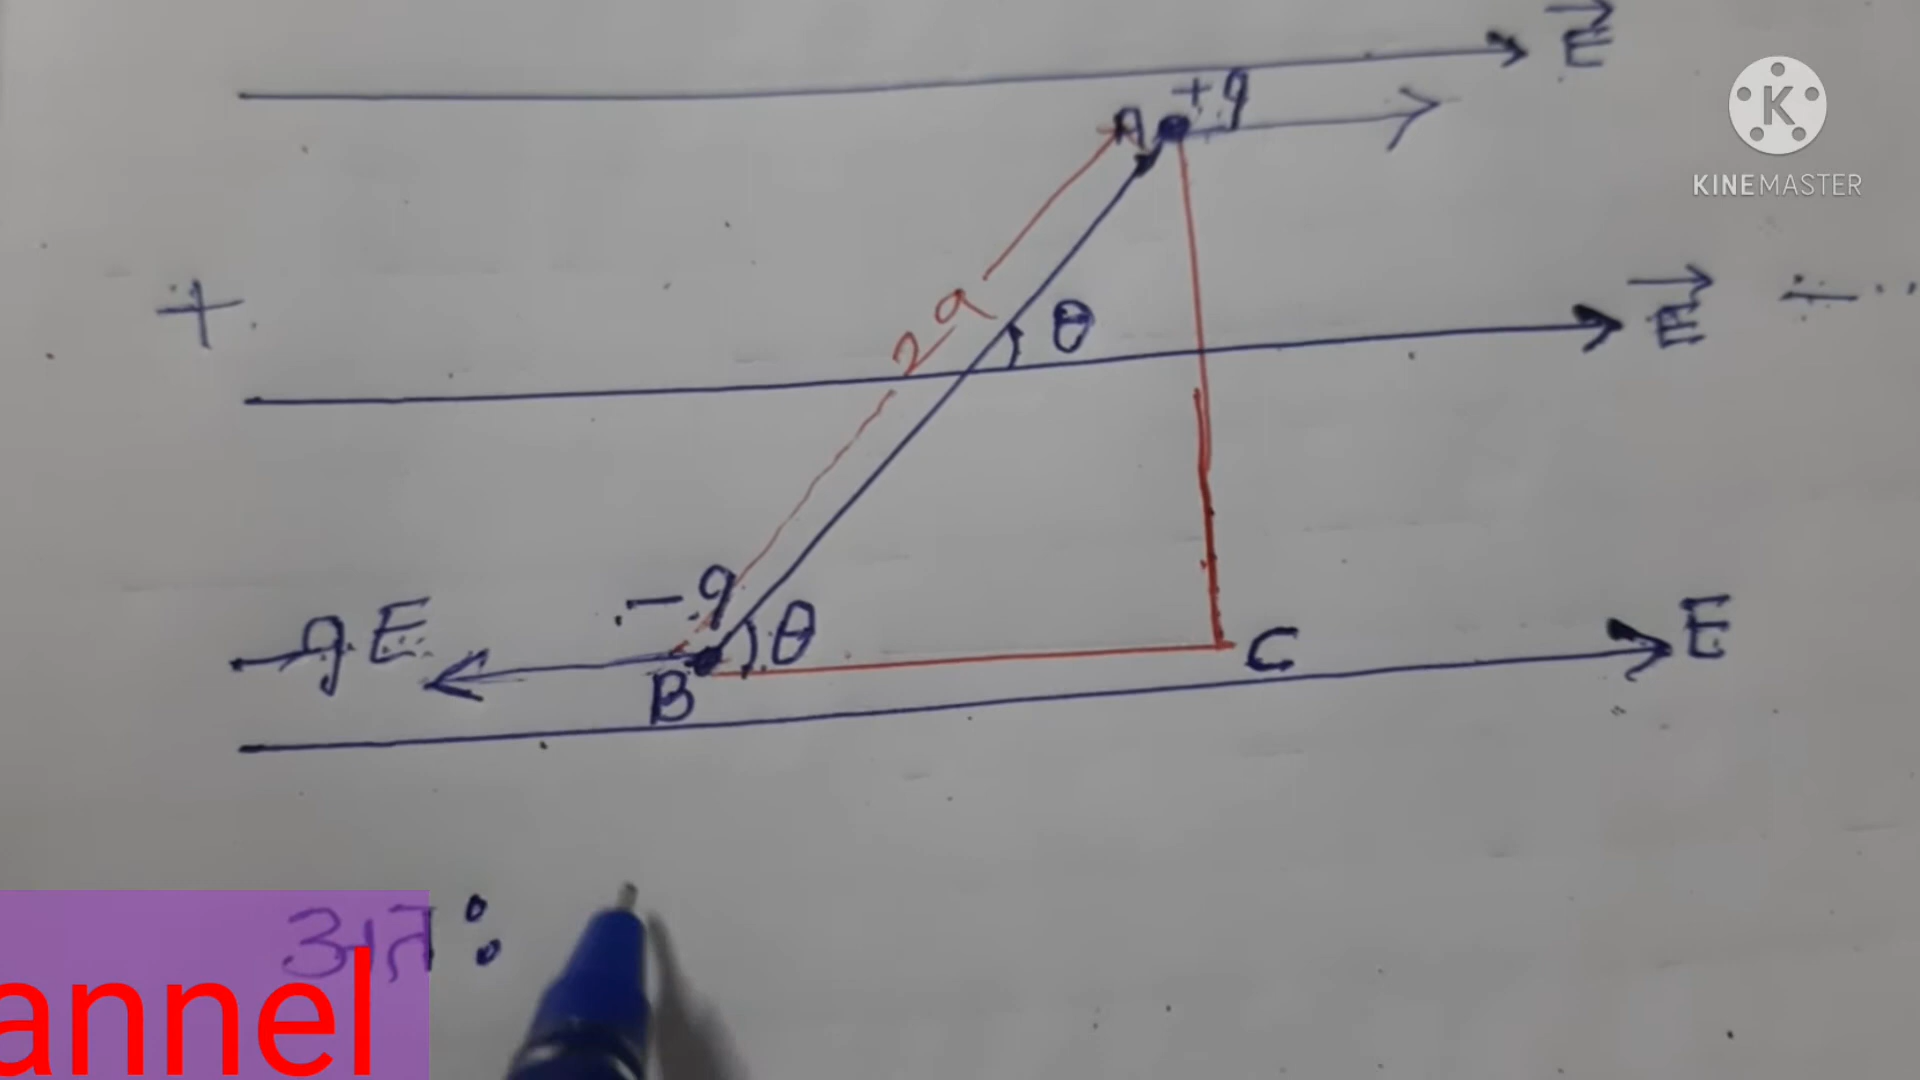 E
+q
A
KINEMASTER
2a
θ
+
E
-
-q
θ
-qE
B
C
E
अत:
annel